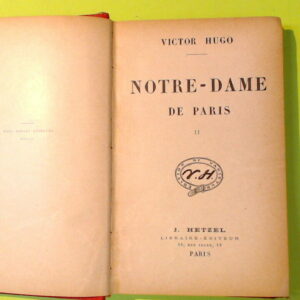 VICTOR HUGO
NOTRE-DAME
DE PARIS
II
V.H.
J. HETZEL
LIBRAIRE-ÉDITEUR
PARIS